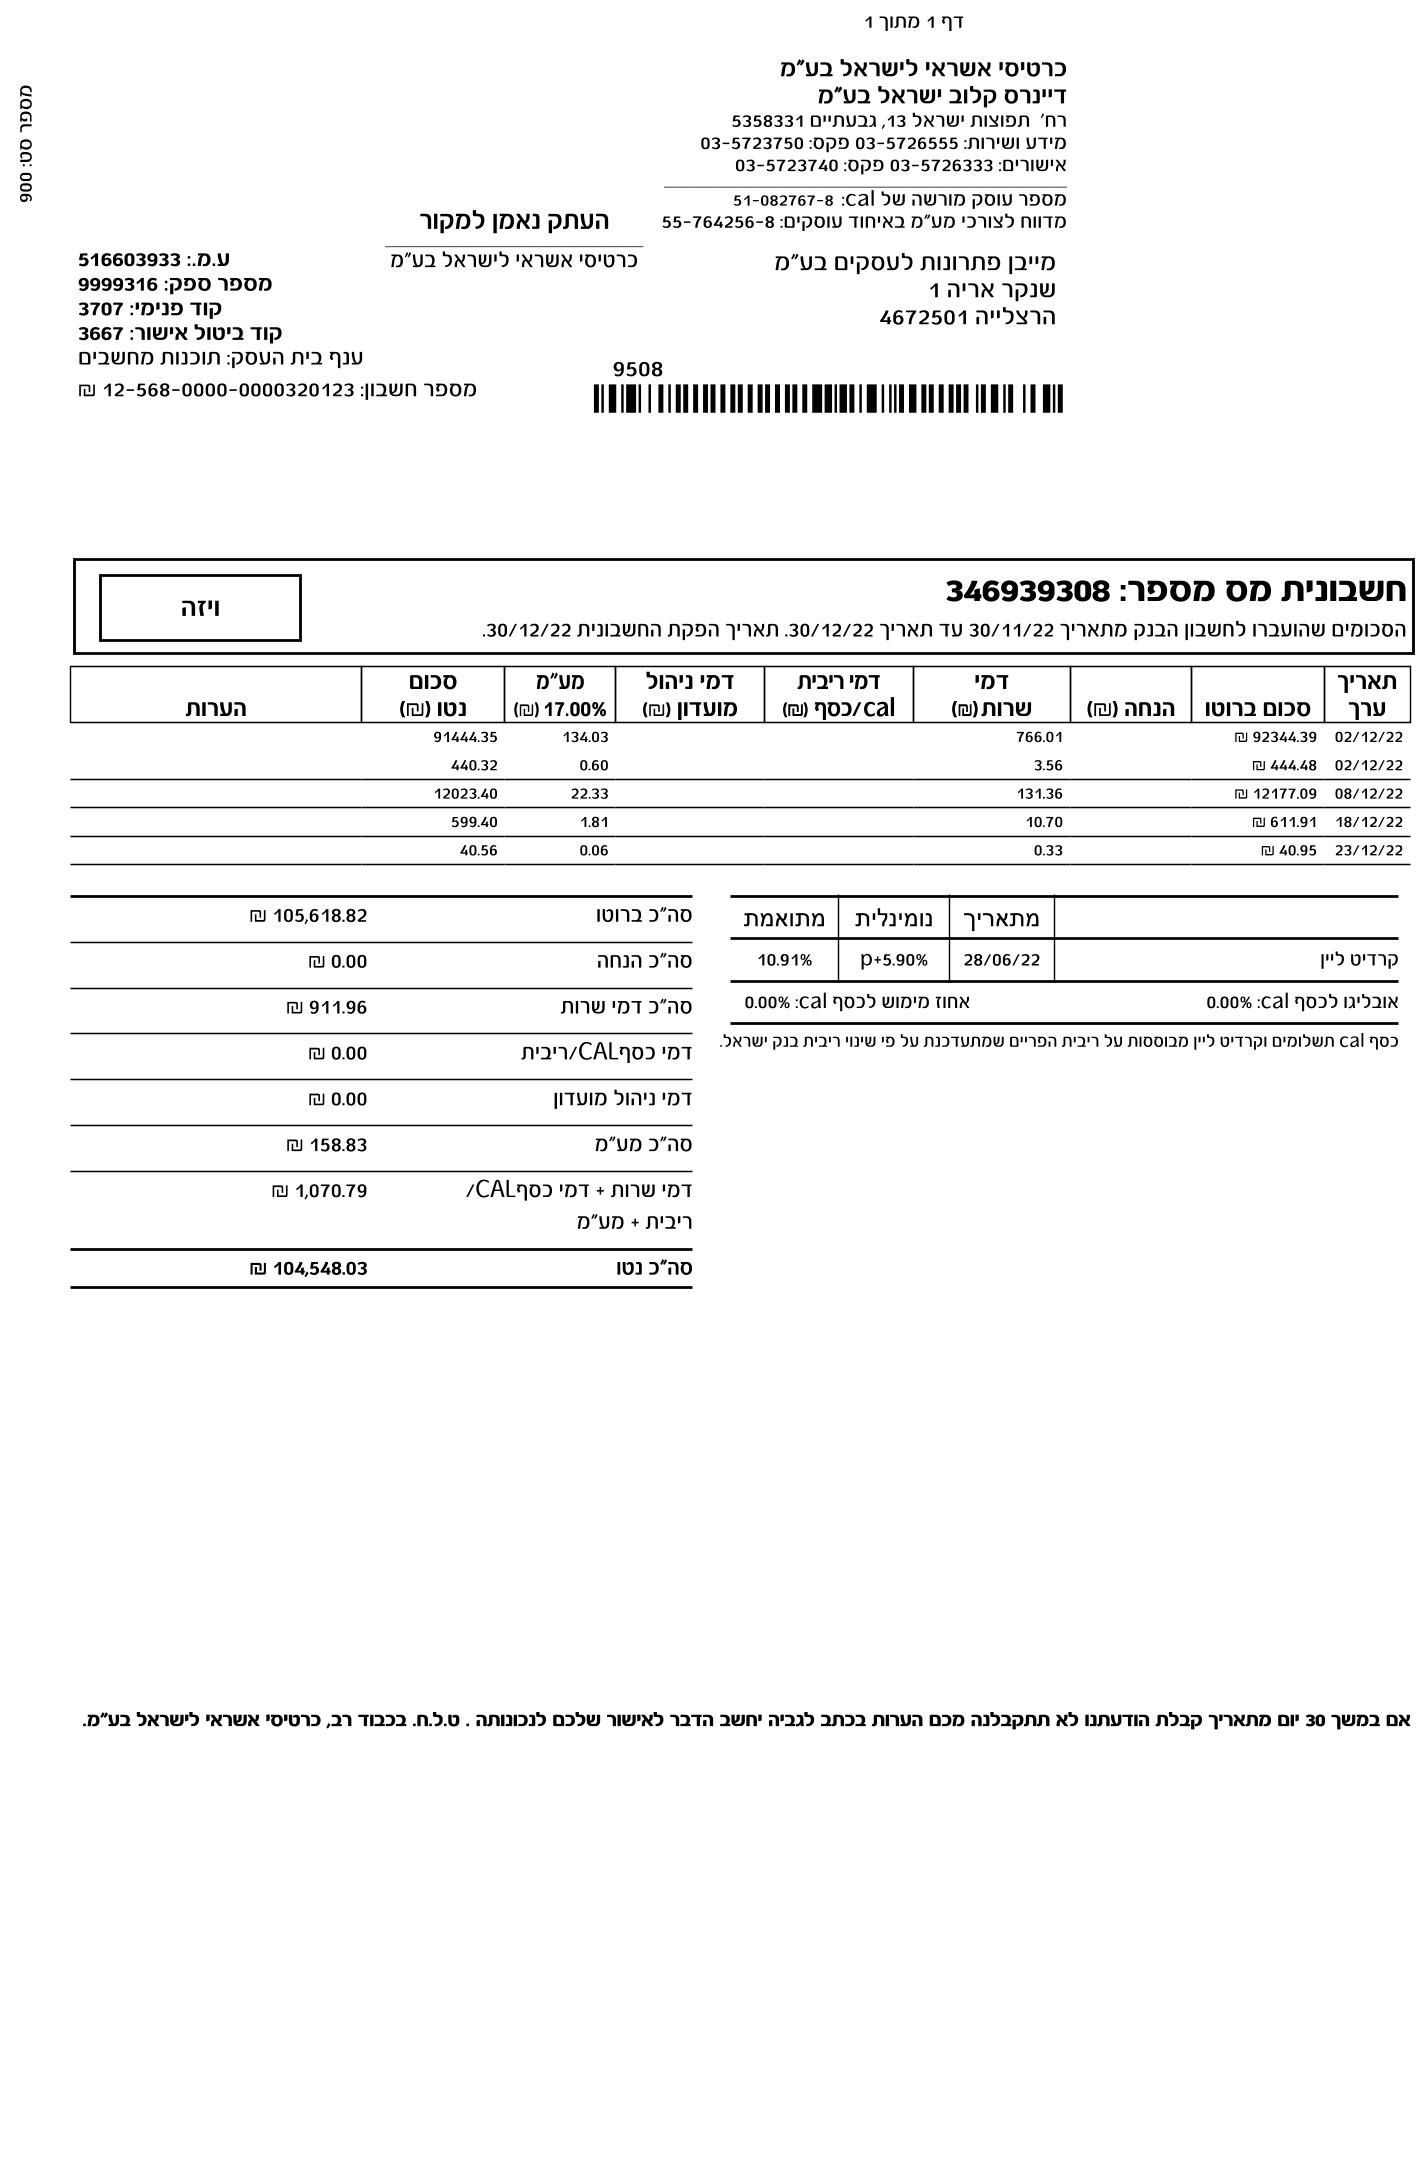 דף 1 מתוך 1
מספר סט: 900
כרטיסי אשראי לישראל בע"מ
דיינרס קלוב ישראל בע"מ
רח' תפוצות ישראל 13, גבעתיים 5358331
מידע ושירות: 03-5726555 פקס: 03-5723750
אישורים: 03-5726333 פקס: 03-5723740
מספר עוסק מורשה של cal: 51-082767-8
מדווח לצורכי מע"מ באיחוד עוסקים: 55-764256-8
העתק נאמן למקור
כרטיסי אשראי לישראל בע"מ
מייבן פתרונות לעסקים בע"מ
שנקר אריה 1
הרצלייה 4672501
ע.מ.: 516603933
מספר ספק: 9999316
קוד פנימי: 3707
קוד ביטול אישור: 3667
ענף בית העסק: תוכנות מחשבים
מספר חשבון: 12-568-0000-0000320123 ₪
9508
חשבונית מס מספר: 346939308
הסכומים שהועברו לחשבון הבנק מתאריך 30/11/22 עד תאריך 30/12/22. תאריך הפקת החשבונית 30/12/22.
ויזה
תאריך ערך סכום ברוטו הנחה (₪) דמי שרות (₪) דמי ריבית cal/כסף (₪) דמי ניהול מועדון (₪) מע"מ 17.00% (₪) סכום נטו (₪) הערות
02/12/22 92344.39 ₪ 766.01 134.03 91444.35
02/12/22 444.48 ₪ 3.56 0.60 440.32
08/12/22 12177.09 ₪ 131.36 22.33 12023.40
18/12/22 611.91 ₪ 10.70 1.81 599.40
23/12/22 40.95 ₪ 0.33 0.06 40.56
מתאריך נומינלית מתואמת
קרדיט ליין 28/06/22 p+5.90% 10.91%
אובליגו לכסף cal: 0.00% אחוז מימוש לכסף cal: 0.00%
כסף cal תשלומים וקרדיט ליין מבוססות על ריבית הפריים שמתעדכנת על פי שינוי ריבית בנק ישראל.
סה"כ ברוטו 105,618.82 ₪
סה"כ הנחה 0.00 ₪
סה"כ דמי שרות 911.96 ₪
דמי כסףCAL/ריבית 0.00 ₪
דמי ניהול מועדון 0.00 ₪
סה"כ מע"מ 158.83 ₪
דמי שרות + דמי כסףCAL/ 1,070.79 ₪
ריבית + מע"מ
סה"כ נטו 104,548.03 ₪
אם במשך 30 יום מתאריך קבלת הודעתנו לא תתקבלנה מכם הערות בכתב לגביה יחשב הדבר לאישור שלכם לנכונותה . ט.ל.ח. בכבוד רב, כרטיסי אשראי לישראל בע"מ.